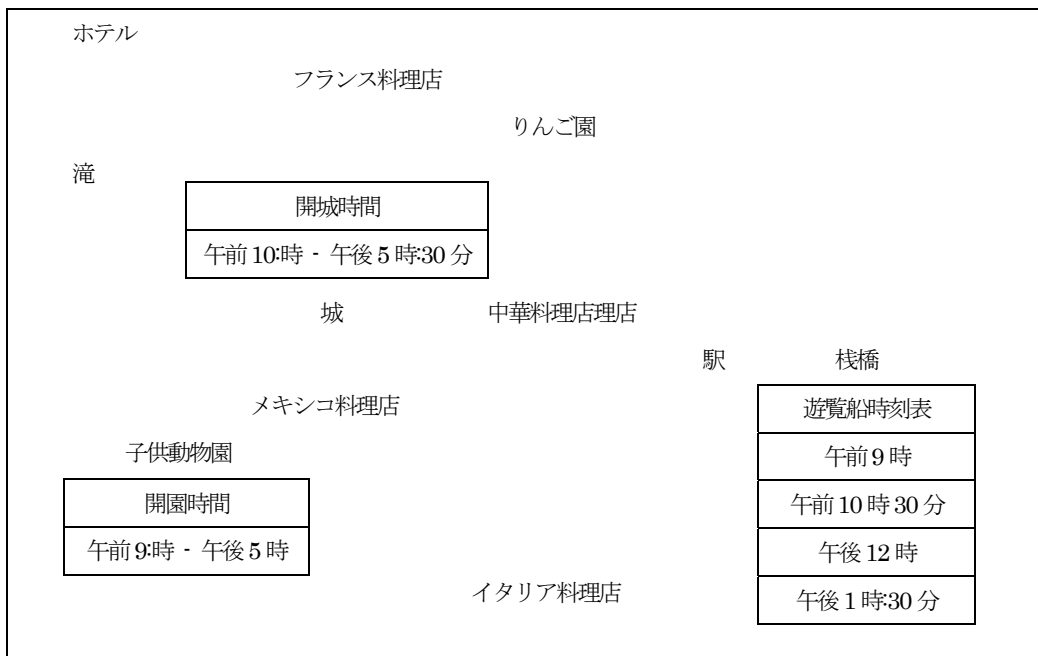 ホテル
フランス料理店
りんご園
滝
開城時間
午前10:時 - 午後5時:30分
城 中華料理店理店
駅 桟橋
メキシコ料理店
遊覧船時刻表
子供動物園
午前9時
開園時間
午前10時30分
午前9:時 - 午後5時
午後12時
イタリア料理店
午後1時:30分